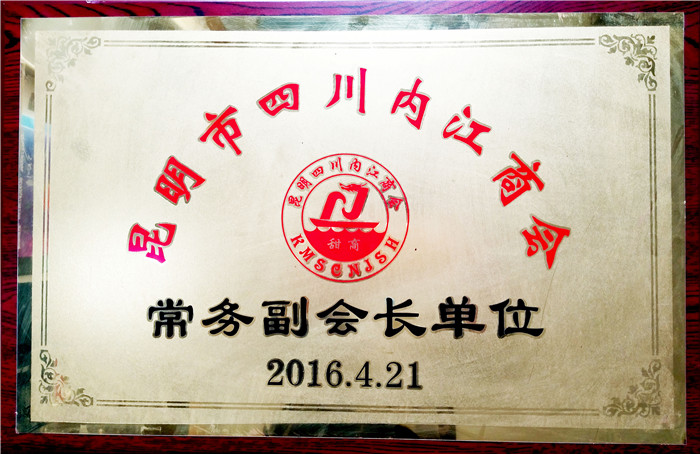 昆明市四川内江商会
昆明四川内江商会
甜商
KMSCNJSH
常务副会长单位
2016.4.21